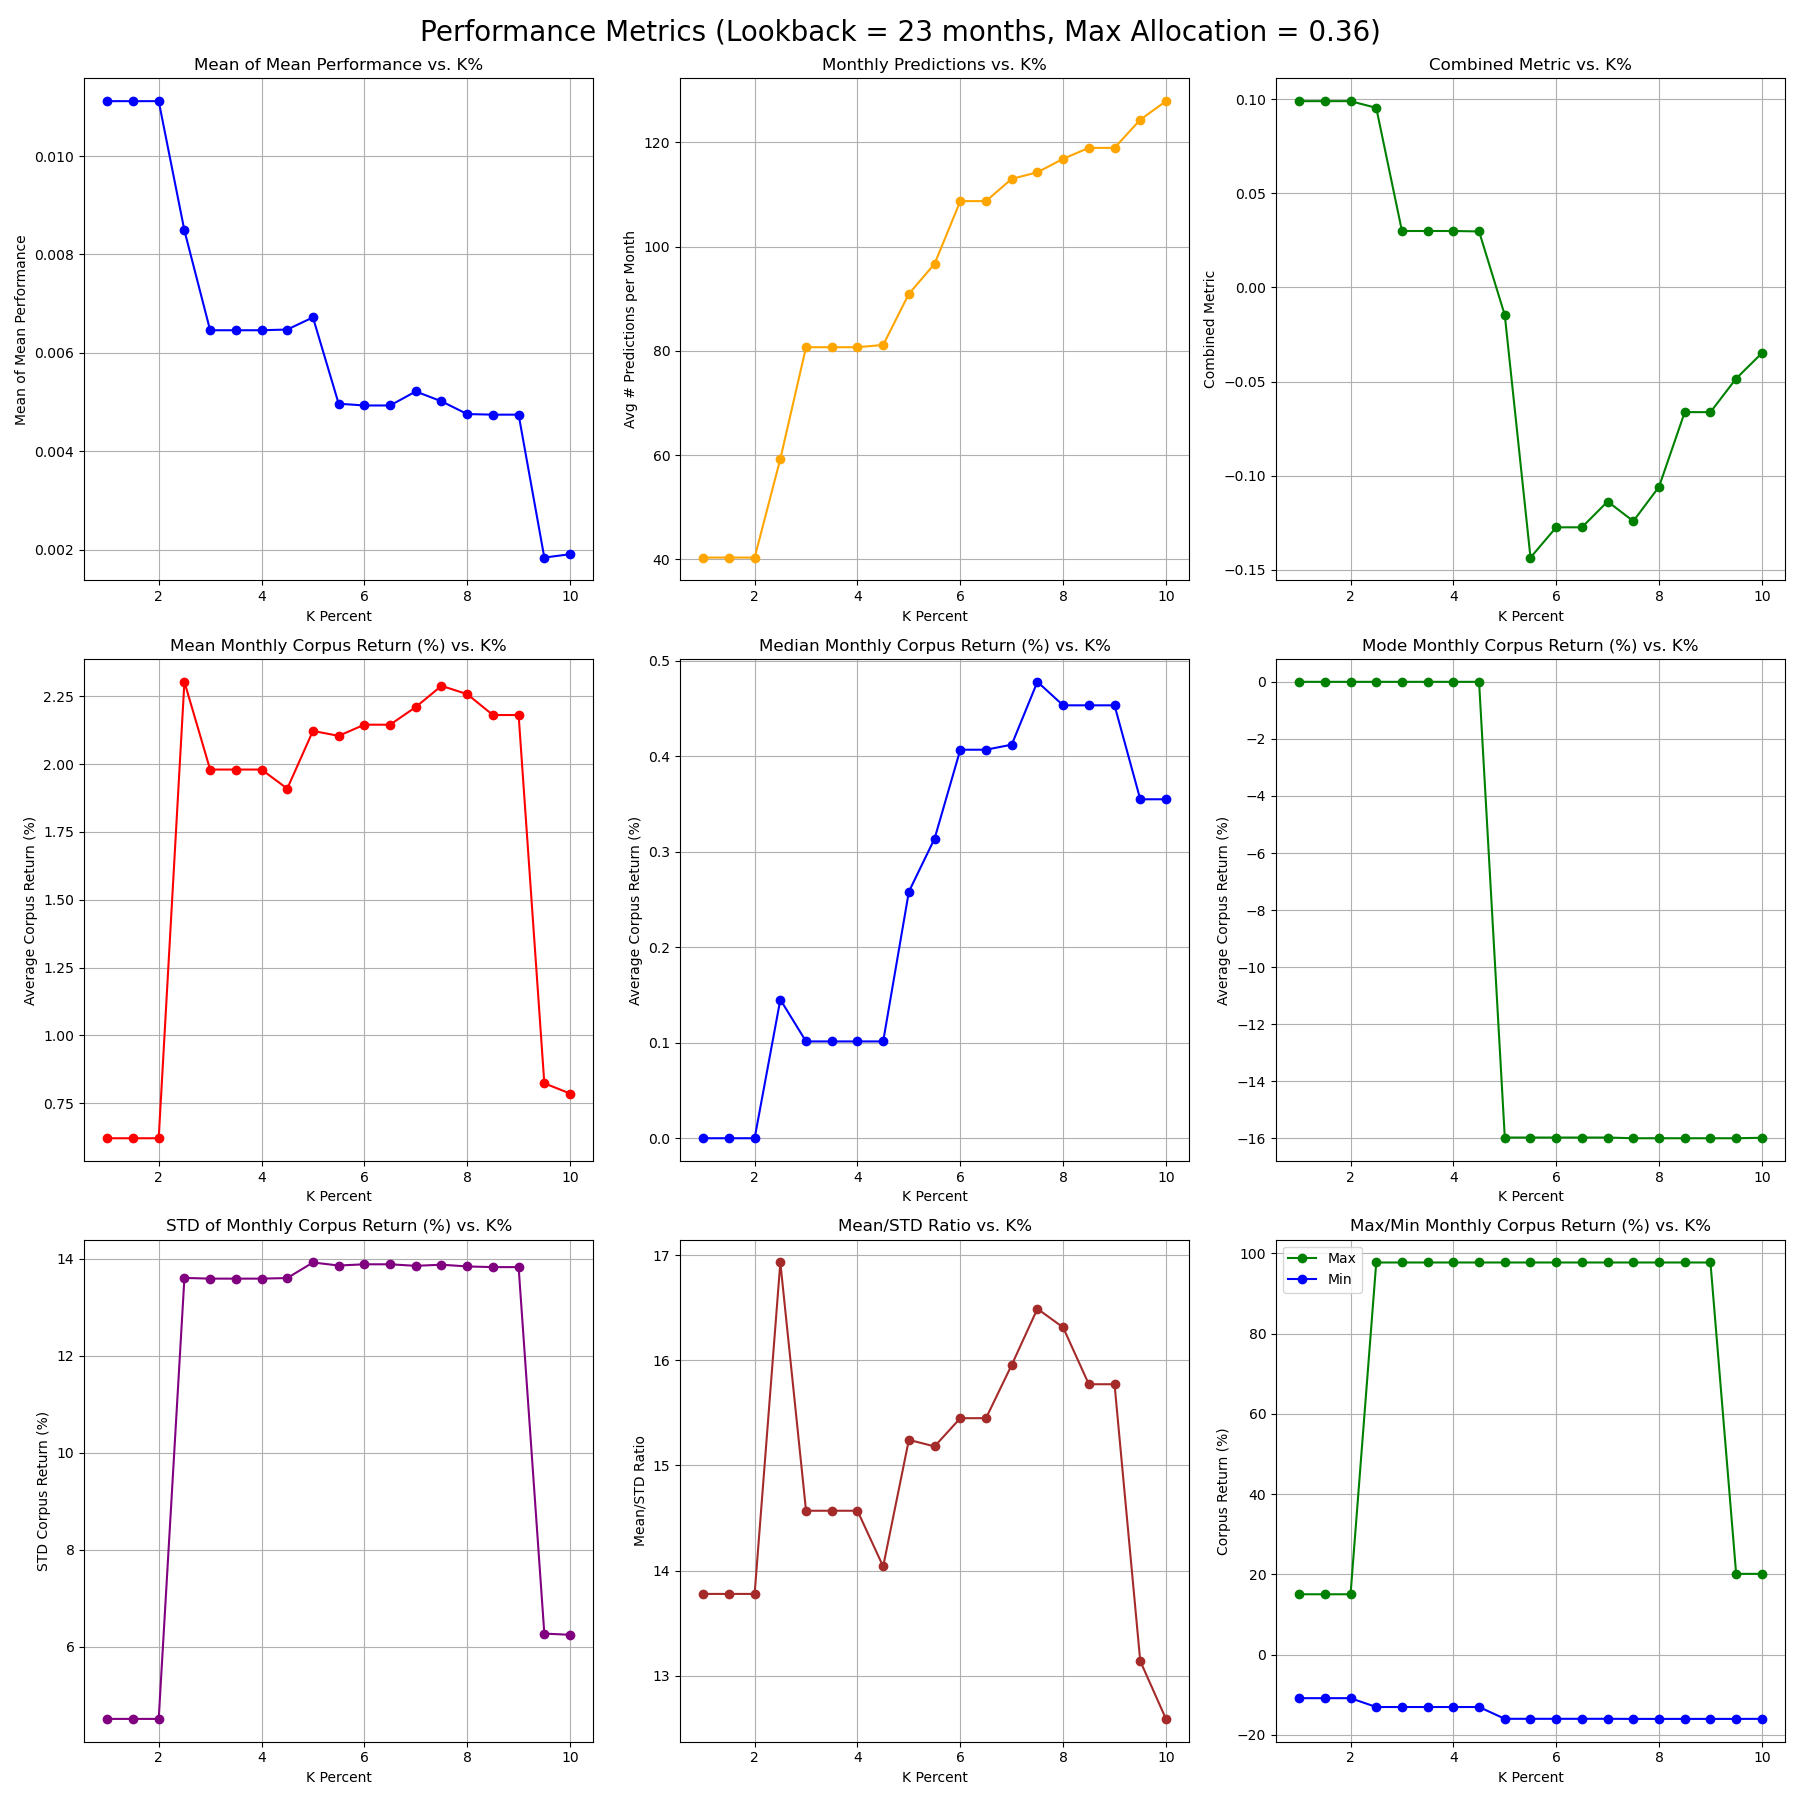 Performance Metrics (Lookback = 23 months, Max Allocation = 0.36)
Mean of Mean Performance vs. K%
Mean of Mean Performance
0.010
0.008
0.006
0.004
0.002
2 4 6 8 10
K Percent
Monthly Predictions vs. K%
Avg # Predictions per Month
120
100
80
60
40
2 4 6 8 10
K Percent
Combined Metric vs. K%
Combined Metric
0.10
0.05
0.00
−0.05
−0.10
−0.15
2 4 6 8 10
K Percent
Mean Monthly Corpus Return (%) vs. K%
Average Corpus Return (%)
2.25
2.00
1.75
1.50
1.25
1.00
0.75
2 4 6 8 10
K Percent
Median Monthly Corpus Return (%) vs. K%
Average Corpus Return (%)
0.5
0.4
0.3
0.2
0.1
0.0
2 4 6 8 10
K Percent
Mode Monthly Corpus Return (%) vs. K%
Average Corpus Return (%)
0
−2
−4
−6
−8
−10
−12
−14
−16
2 4 6 8 10
K Percent
STD of Monthly Corpus Return (%) vs. K%
STD Corpus Return (%)
14
12
10
8
6
2 4 6 8 10
K Percent
Mean/STD Ratio vs. K%
Mean/STD Ratio
17
16
15
14
13
2 4 6 8 10
K Percent
Max/Min Monthly Corpus Return (%) vs. K%
Max
Min
Corpus Return (%)
100
80
60
40
20
0
−20
2 4 6 8 10
K Percent